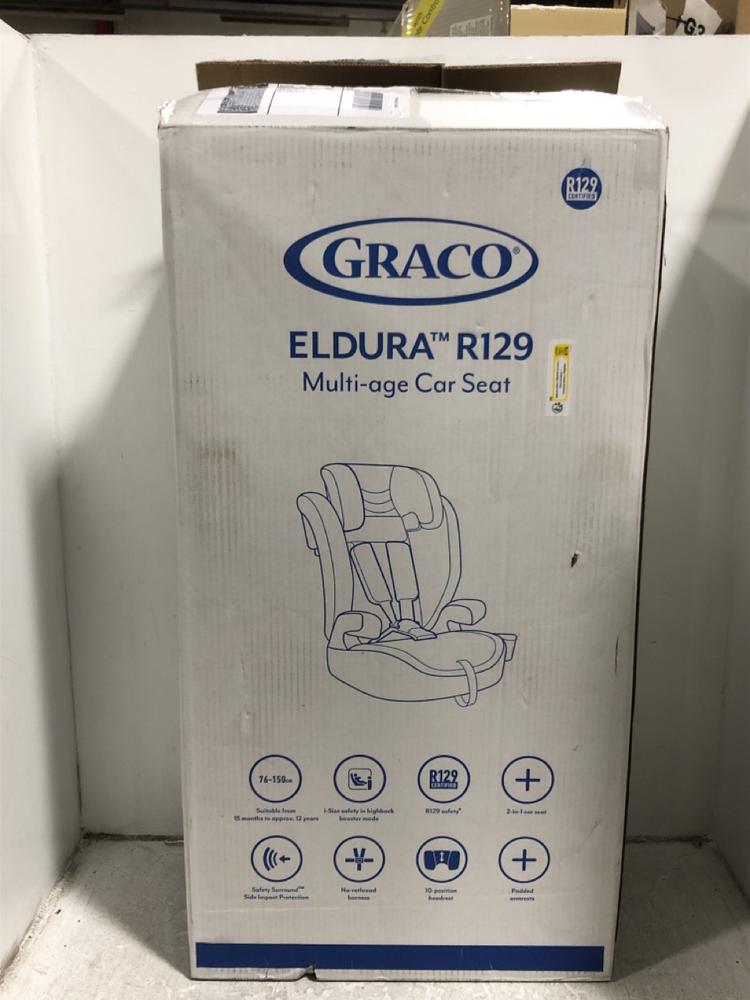 R129
CERTIFIED
GRACO®
ELDURA™ R129
Multi-age Car Seat
76-150cm
Suitable from
15 months to approx. 12 years
i-Size safety in highback
booster mode
R129
CERTIFIED
R129 safety*
2-in-1 car seat
Safety Surround™
Side Impact Protection
No-rethread
harness
10-position
headrest
Padded
armrests